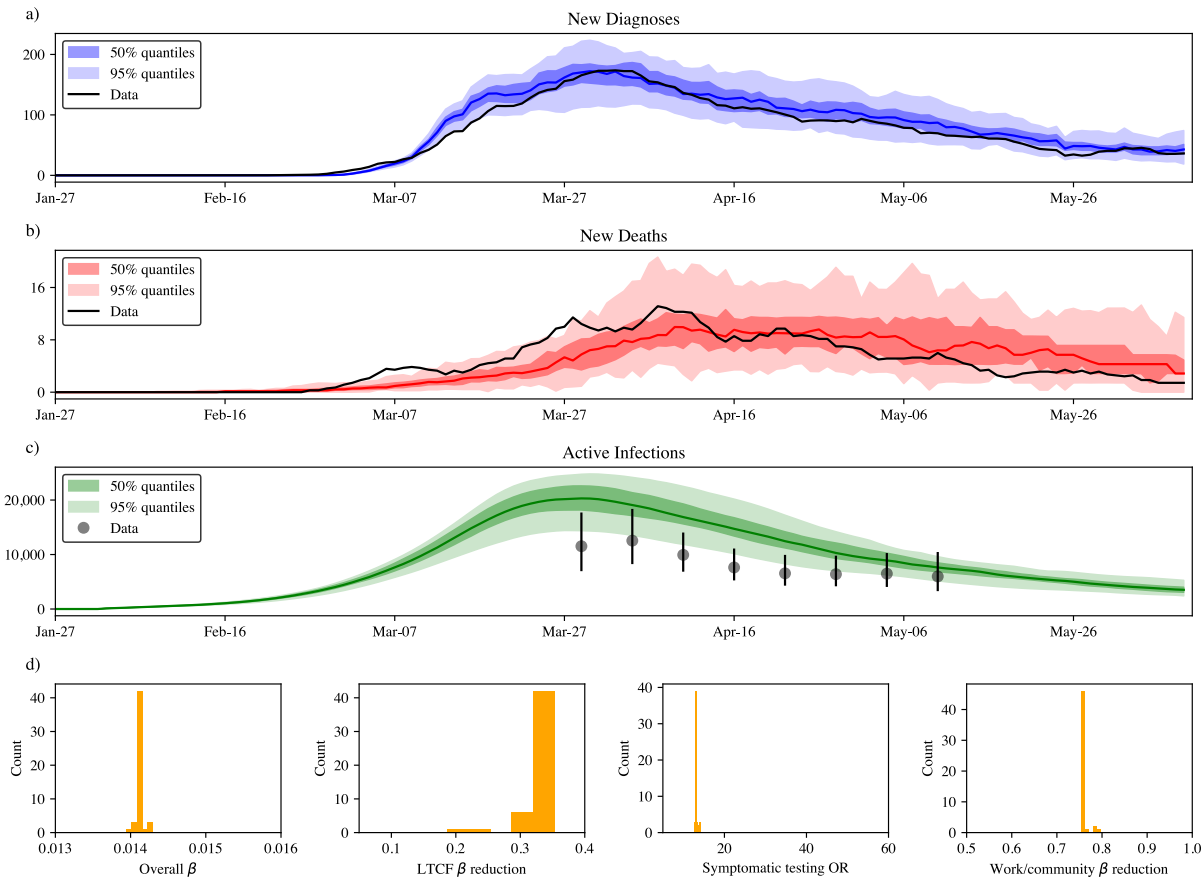 a)
New Diagnoses
50% quantiles
95% quantiles
Data
200
100
0
Jan-27 Feb-16 Mar-07 Mar-27 Apr-16 May-06 May-26
b)
New Deaths
50% quantiles
95% quantiles
Data
16
8
0
Jan-27 Feb-16 Mar-07 Mar-27 Apr-16 May-06 May-26
c)
Active Infections
50% quantiles
95% quantiles
Data
20,000
10,000
0
Jan-27 Feb-16 Mar-07 Mar-27 Apr-16 May-06 May-26
d)
Count
40
30
20
10
0
0.013 0.014 0.015 0.016
Overall β
Count
40
30
20
10
0
0.1 0.2 0.3 0.4
LTCF β reduction
Count
40
30
20
10
0
20 40 60
Symptomatic testing OR
Count
40
30
20
10
0
0.5 0.6 0.7 0.8 0.9 1.0
Work/community β reduction